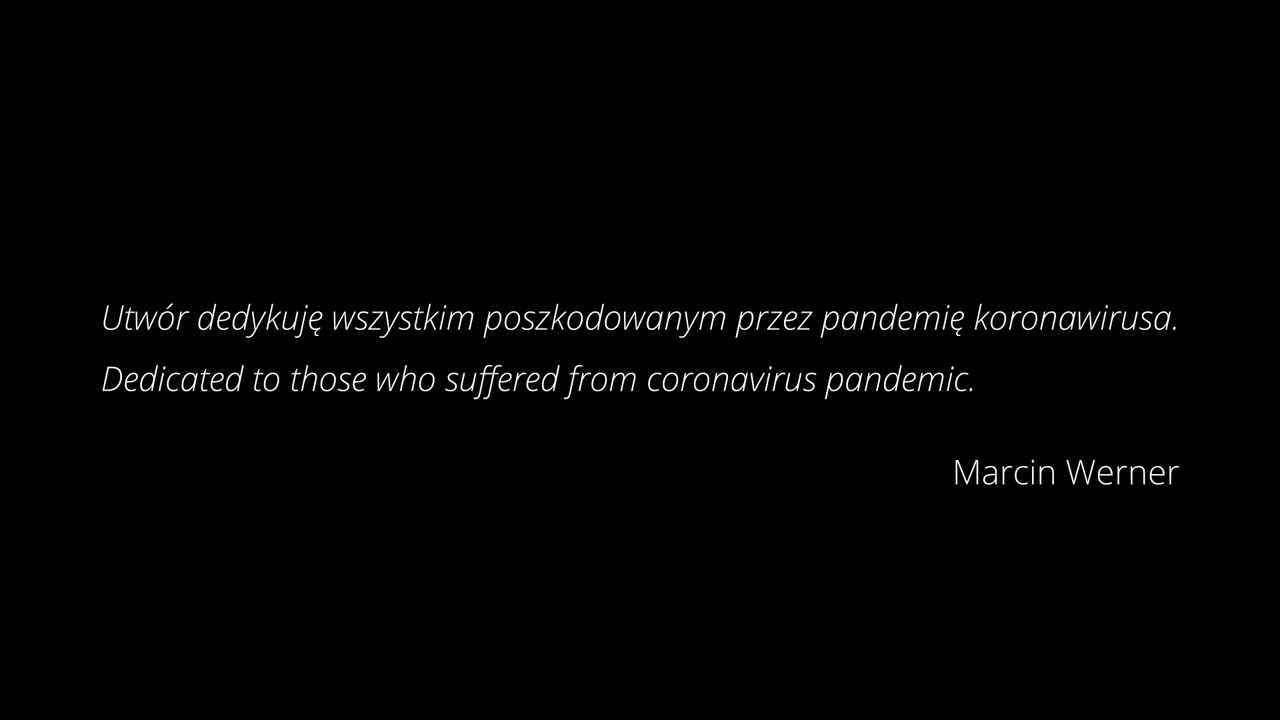 Utwór dedykuję wszystkim poszkodowanym przez pandemię koronawirusa.
Dedicated to those who suffered from coronavirus pandemic.
Marcin Werner